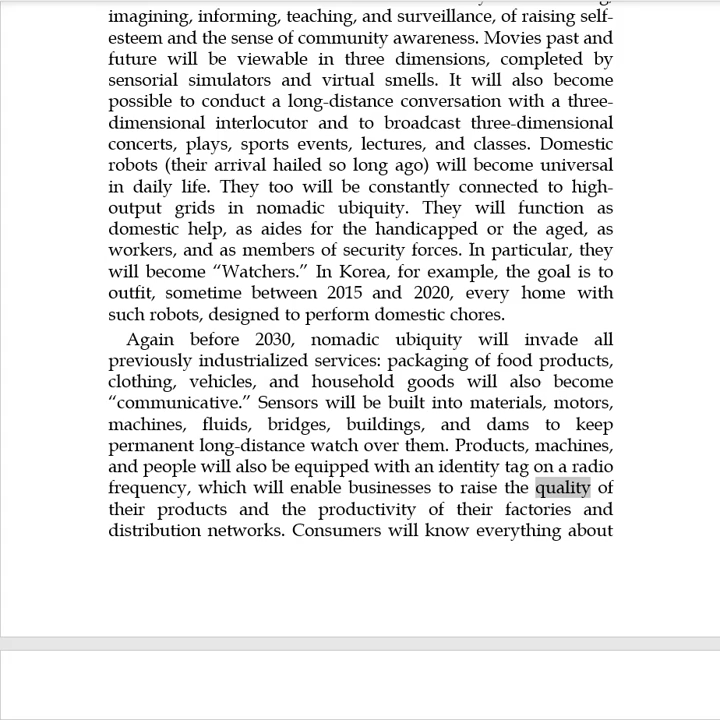 imagining, informing, teaching, and surveillance, of raising self-
esteem and the sense of community awareness. Movies past and
future will be viewable in three dimensions, completed by
sensorial simulators and virtual smells. It will also become
possible to conduct a long-distance conversation with a three-
dimensional interlocutor and to broadcast three-dimensional
concerts, plays, sports events, lectures, and classes. Domestic
robots (their arrival hailed so long ago) will become universal
in daily life. They too will be constantly connected to high-
output grids in nomadic ubiquity. They will function as
domestic help, as aides for the handicapped or the aged, as
workers, and as members of security forces. In particular, they
will become “Watchers.” In Korea, for example, the goal is to
outfit, sometime between 2015 and 2020, every home with
such robots, designed to perform domestic chores.
Again before 2030, nomadic ubiquity will invade all
previously industrialized services: packaging of food products,
clothing, vehicles, and household goods will also become
“communicative.” Sensors will be built into materials, motors,
machines, fluids, bridges, buildings, and dams to keep
permanent long-distance watch over them. Products, machines,
and people will also be equipped with an identity tag on a radio
frequency, which will enable businesses to raise the quality of
their products and the productivity of their factories and
distribution networks. Consumers will know everything about